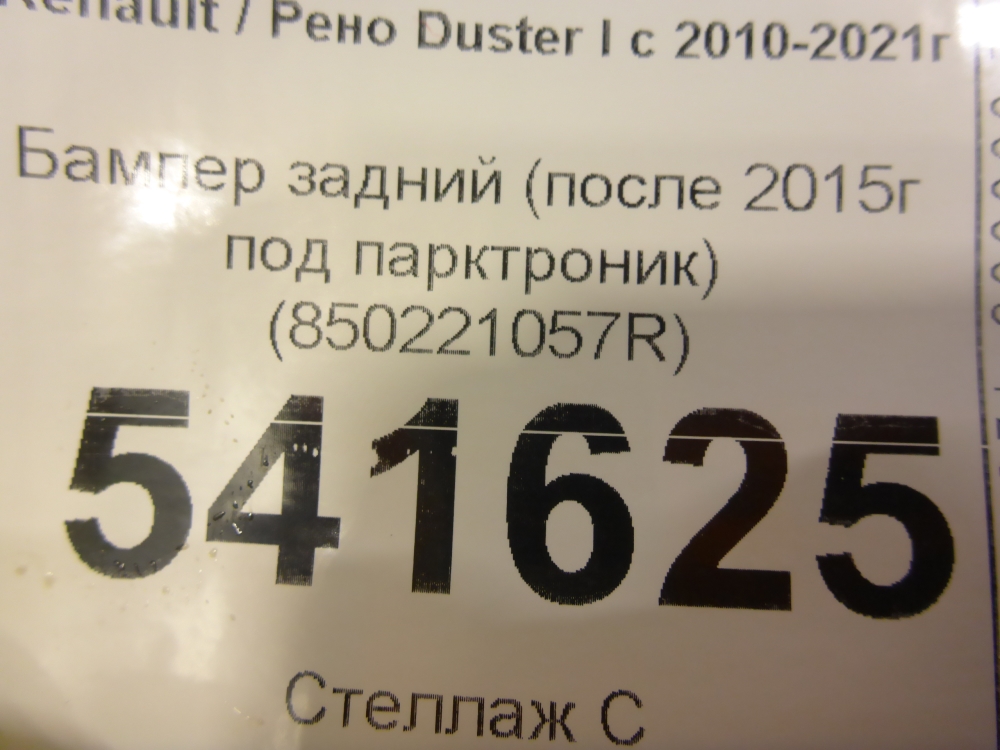 Renault / Рено Duster I с 2010-2021г
Бампер задний (после 2015г
под парктроник)
(850221057R)
541625
Стеллаж С